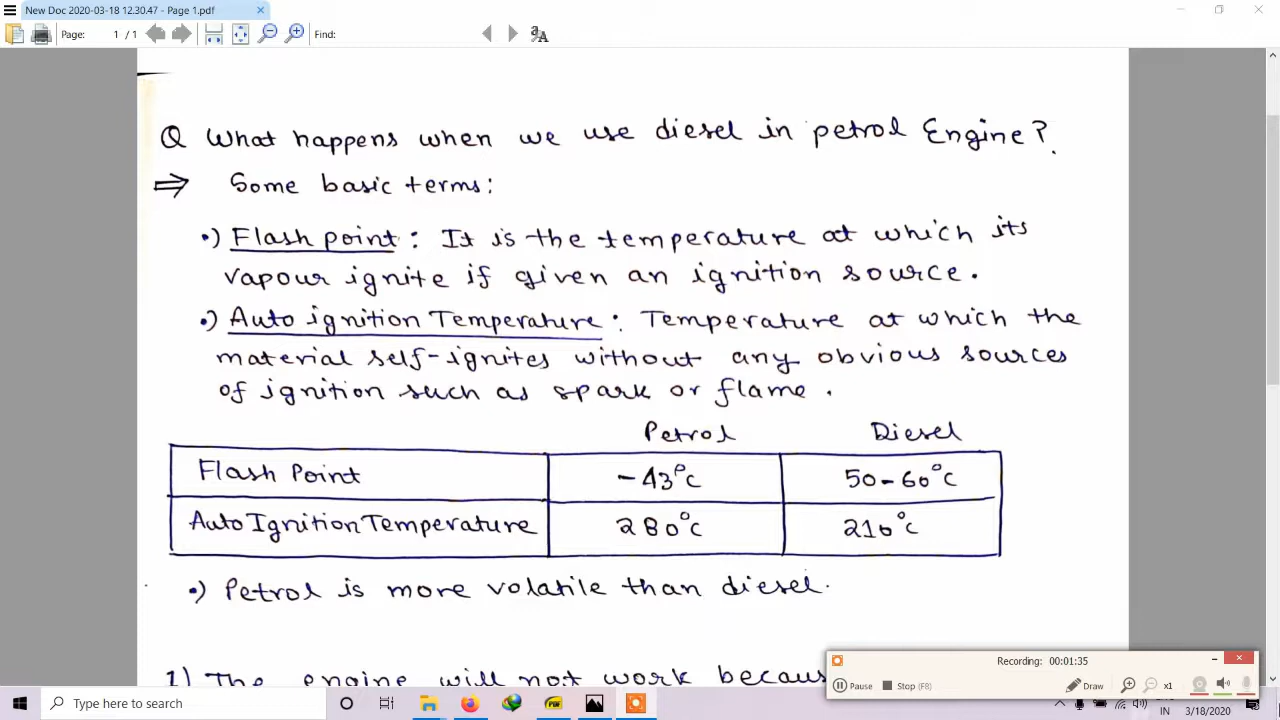 New Doc 2020-03-18 12.30.47 - Page 1.pdf
Page: 1 / 1 Find:
Q What happens when we use diesel in petrol Engine?
⇒ Some basic terms:
•) Flash point: It is the temperature at which its
vapour ignite if given an ignition source.
•) Auto ignition Temperature: Temperature at which the
material self-ignites without any obvious sources
of ignition such as spark or flame.
Petrol Diesel
Flash Point -43°C 50-60°C
Auto Ignition Temperature 280°C 210°C
•) Petrol is more volatile than diesel.
1) The engine will not work becaus
Recording: 00:01:35
Pause Stop (F8) Draw x1
Type here to search
IN 3/18/2020